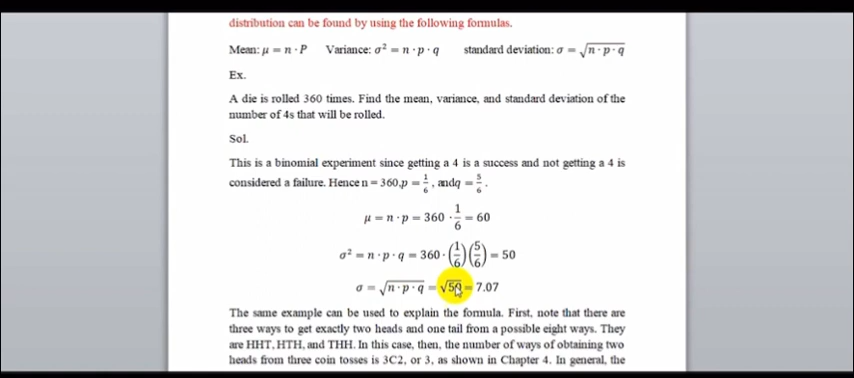 distribution can be found by using the following formulas.
Mean: μ = n · P Variance: σ² = n · p · q standard deviation: σ = √n · p · q
Ex.
A die is rolled 360 times. Find the mean, variance, and standard deviation of the
number of 4s that will be rolled.
Sol.
This is a binomial experiment since getting a 4 is a success and not getting a 4 is
considered a failure. Hence n = 360,p = 1/6 , andq = 5/6 .
μ = n · p = 360 · 1/6 = 60
σ² = n · p · q = 360 · (1/6)(5/6) = 50
σ = √n · p · q = √50 = 7.07
The same example can be used to explain the formula. First, note that there are
three ways to get exactly two heads and one tail from a possible eight ways. They
are HHT, HTH, and THH. In this case, then, the number of ways of obtaining two
heads from three coin tosses is 3C2, or 3, as shown in Chapter 4. In general, the